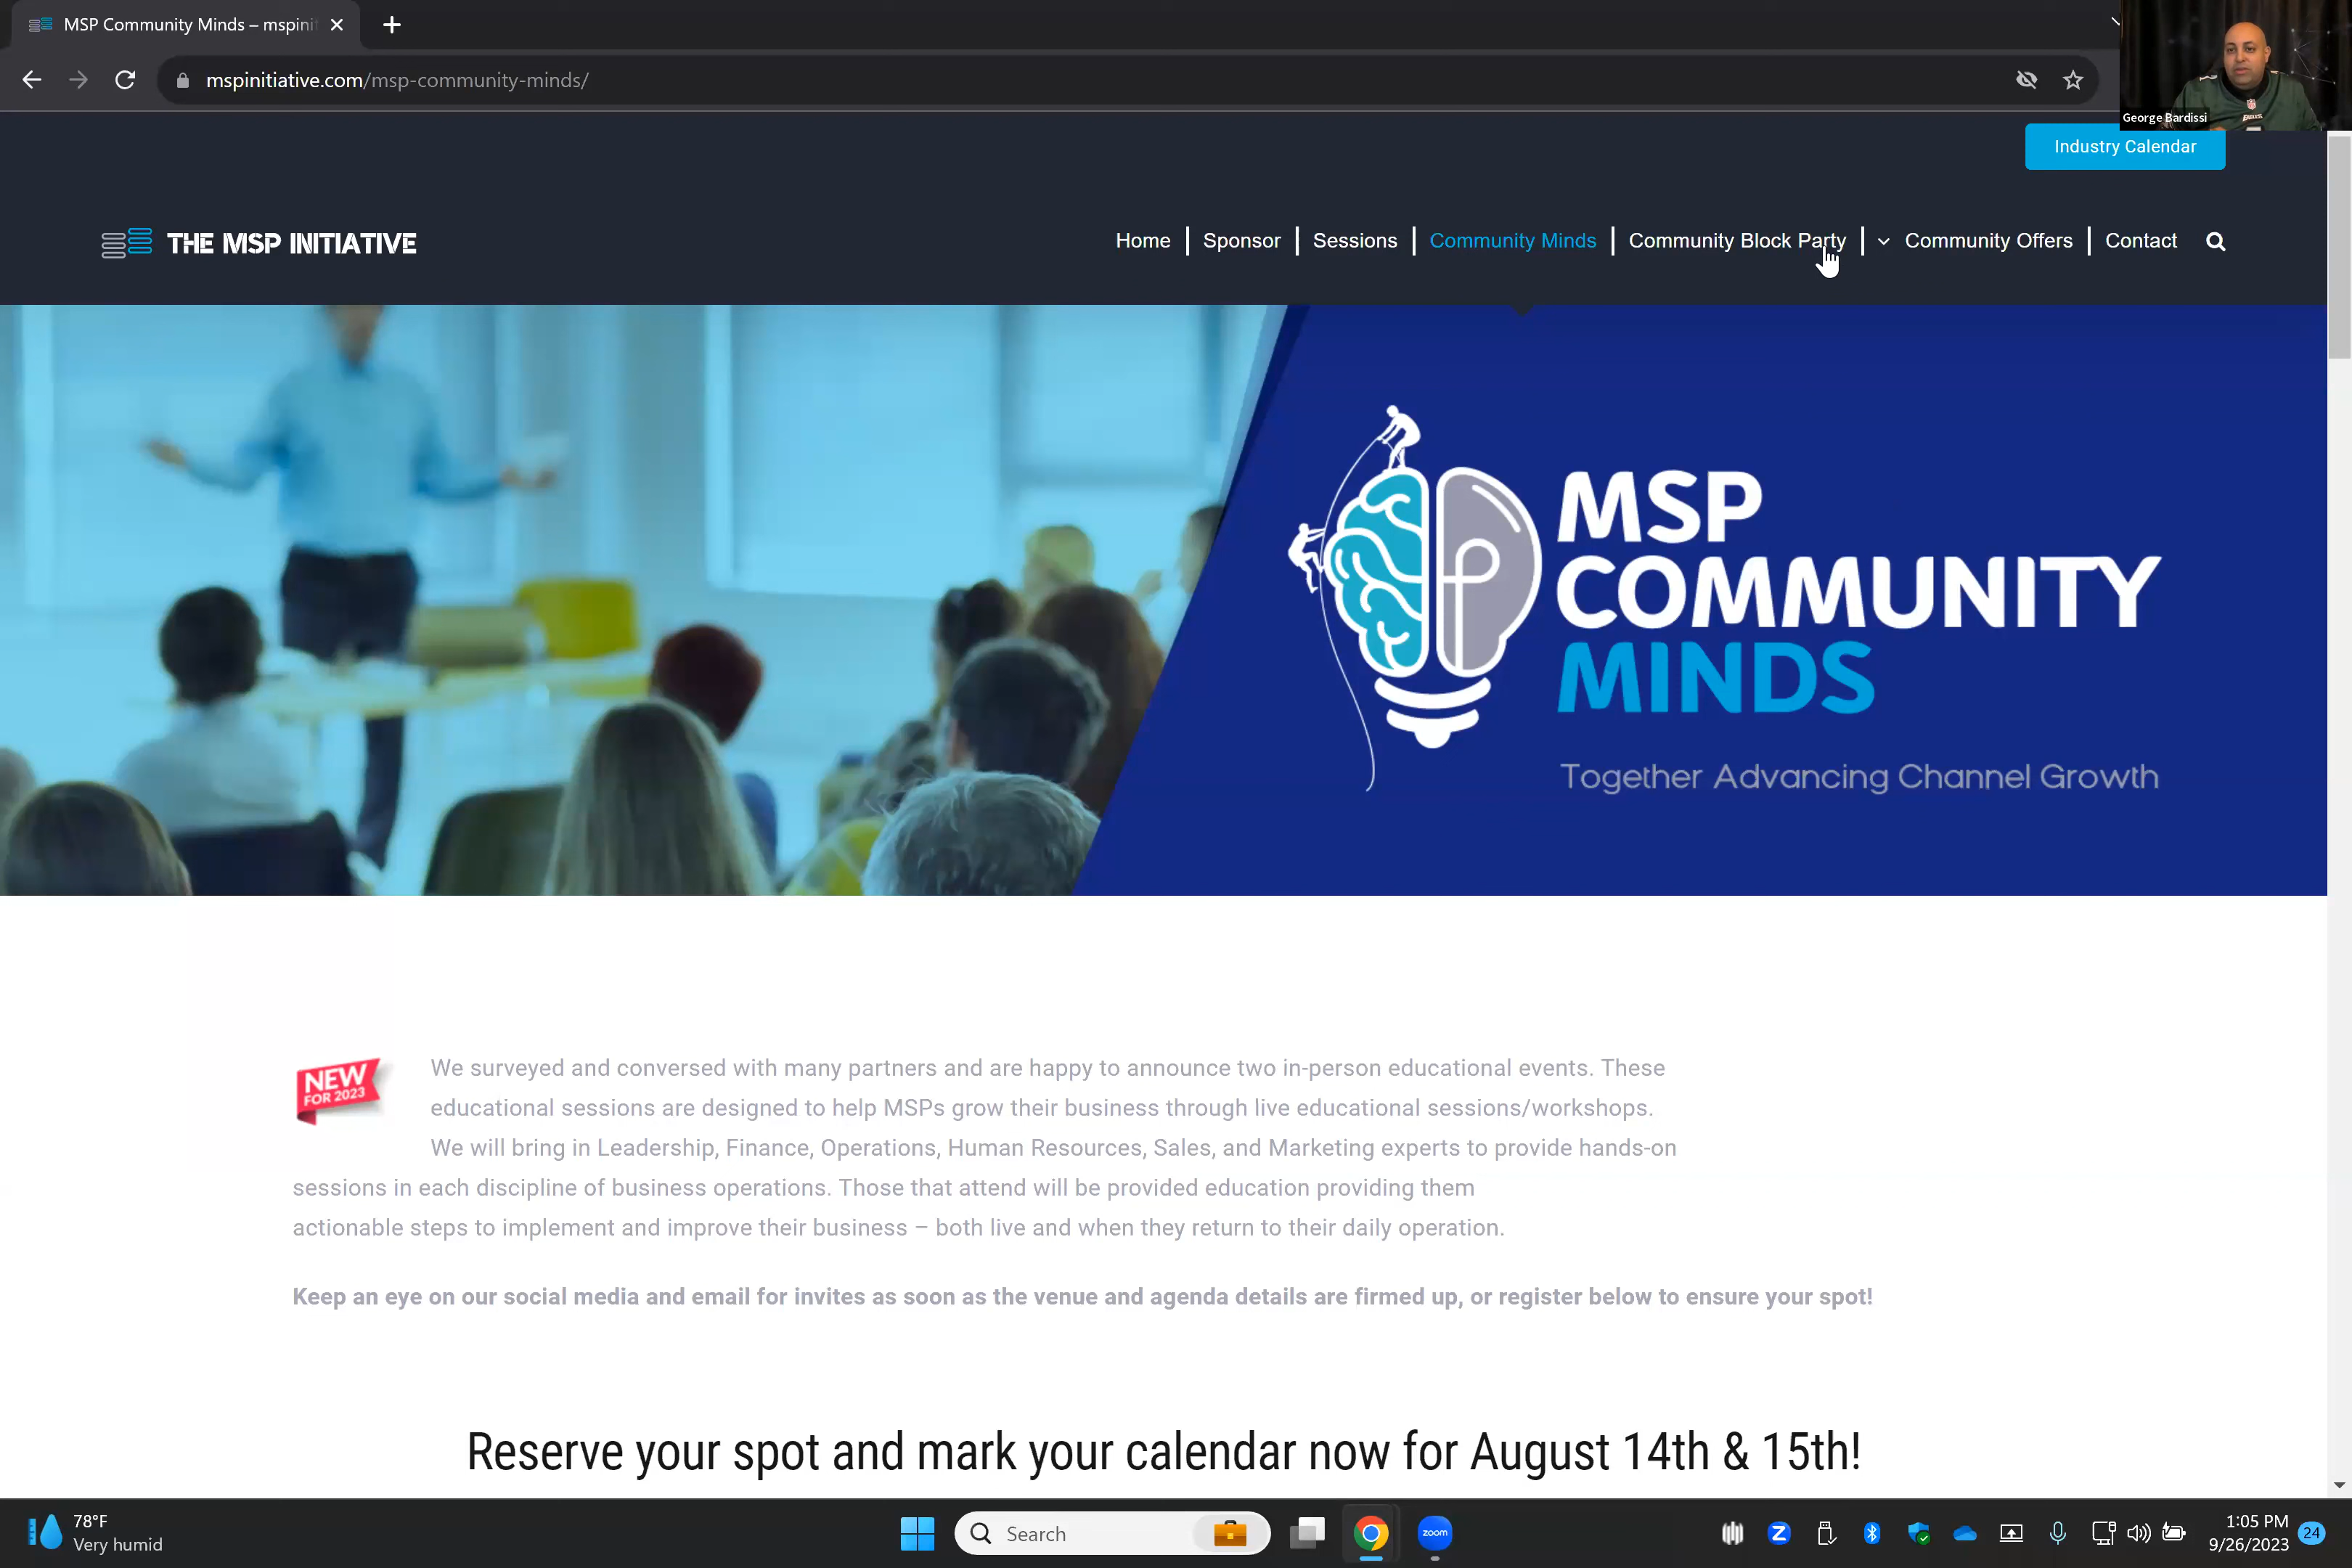 MSP Community Minds – mspini
mspinitiative.com/msp-community-minds/
George Bardissi
Industry Calendar
THE MSP INITIATIVE
Home
Sponsor
Sessions
Community Minds
Community Block Party
Community Offers
Contact
MSP
COMMUNITY
MINDS
Together Advancing Channel Growth
NEW
FOR 2023
We surveyed and conversed with many partners and are happy to announce two in-person educational events. These
educational sessions are designed to help MSPs grow their business through live educational sessions/workshops.
We will bring in Leadership, Finance, Operations, Human Resources, Sales, and Marketing experts to provide hands-on
sessions in each discipline of business operations. Those that attend will be provided education providing them
actionable steps to implement and improve their business – both live and when they return to their daily operation.
Keep an eye on our social media and email for invites as soon as the venue and agenda details are firmed up, or register below to ensure your spot!
Reserve your spot and mark your calendar now for August 14th & 15th!
78°F
Very humid
Search
zoom
Z
1:05 PM
9/26/2023
24